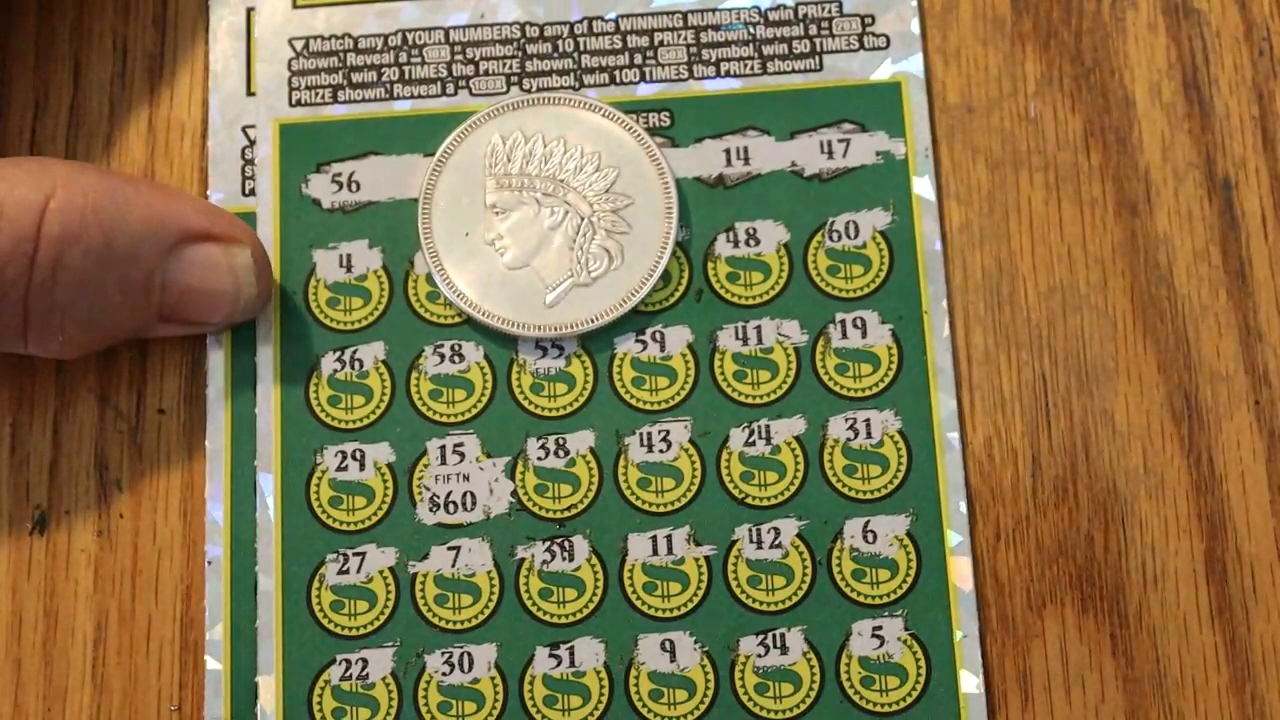 Match any of YOUR NUMBERS to any of the WINNING NUMBERS, win PRIZE
shown. Reveal a "10X" symbol, win 10 TIMES the PRIZE shown. Reveal a "20X"
symbol, win 20 TIMES the PRIZE shown. Reveal a "50X" symbol, win 50 TIMES the
PRIZE shown. Reveal a "100X" symbol, win 100 TIMES the PRIZE shown!
56 14 47
4 48 60
36 58 55 59 41 19
29 15 38 43 24 31
FIFTN
$60
27 7 39 11 42 6
22 30 51 9 34 5